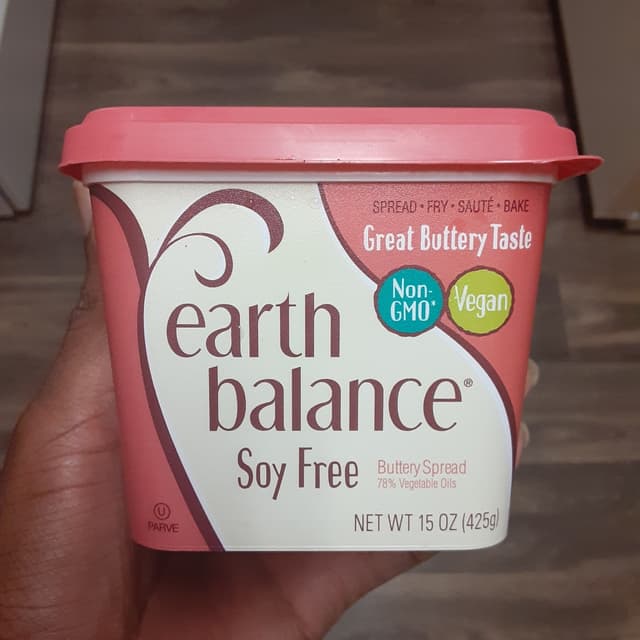 SPREAD • FRY • SAUTÉ • BAKE
Great Buttery Taste
Non-
GMO*
Vegan
earth
balance®
Soy Free
Buttery Spread
78% Vegetable Oils
U
PARVE
NET WT 15 OZ (425g)